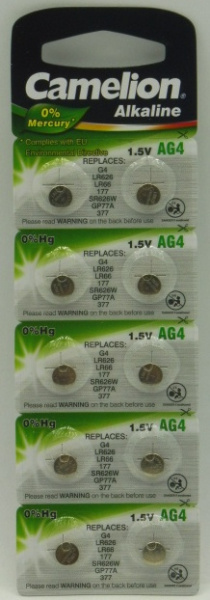 Camelion
Alkaline
0%
Mercury*
*Complies with EU
Environmental Directive
1.5V AG4
REPLACES:
G4
LR626
LR66
177
SR626W
GP77A
377
Please read WARNING on the back before use
0%Hg
1.5V AG4
REPLACES:
G4
LR626
LR66
177
SR626W
GP77A
377
Please read WARNING on the back before use
0%Hg
1.5V AG4
REPLACES:
G4
LR626
LR66
177
SR626W
GP77A
377
Please read WARNING on the back before use
0%Hg
1.5V AG4
REPLACES:
G4
LR626
LR66
177
SR626W
GP77A
377
Please read WARNING on the back before use
0%Hg
1.5V AG4
REPLACES:
G4
LR626
LR66
177
SR626W
GP77A
377
Please read WARNING on the back before use